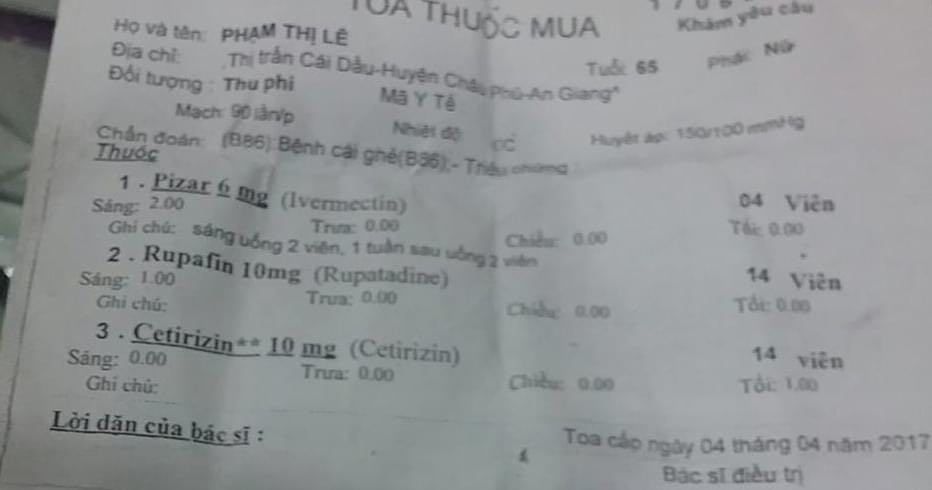 TOA THUỐC MUA
Khám yêu cầu
Họ và tên: PHẠM THỊ LÊ
Tuổi: 65 Phái: Nữ
Địa chỉ: Thị trấn Cái Dầu-Huyện Châu Phú-An Giang*
Đối tượng : Thu phí Mã Y Tế
Mạch: 90 lần/p Nhiệt độ: Huyết áp: 150/100 mmHg
Chẩn đoán: (B86):Bệnh cái ghẻ(B86);- Triệu chứng
Thuốc
1 . Pizar 6 mg (Ivermectin) 04 Viên
Sáng: 2.00 Trưa: 0.00 Chiều: 0.00 Tối: 0.00
Ghi chú: sáng uống 2 viên, 1 tuần sau uống 2 viên
2 . Rupafin 10mg (Rupatadine) 14 Viên
Sáng: 1.00 Trưa: 0.00 Chiều: 0.00 Tối: 0.00
Ghi chú:
3 . Cetirizin** 10 mg (Cetirizin) 14 viên
Sáng: 0.00 Trưa: 0.00 Chiều: 0.00 Tối: 1.00
Ghi chú:
Lời dặn của bác sĩ :
Toa cấp ngày 04 tháng 04 năm 2017
Bác sĩ điều trị